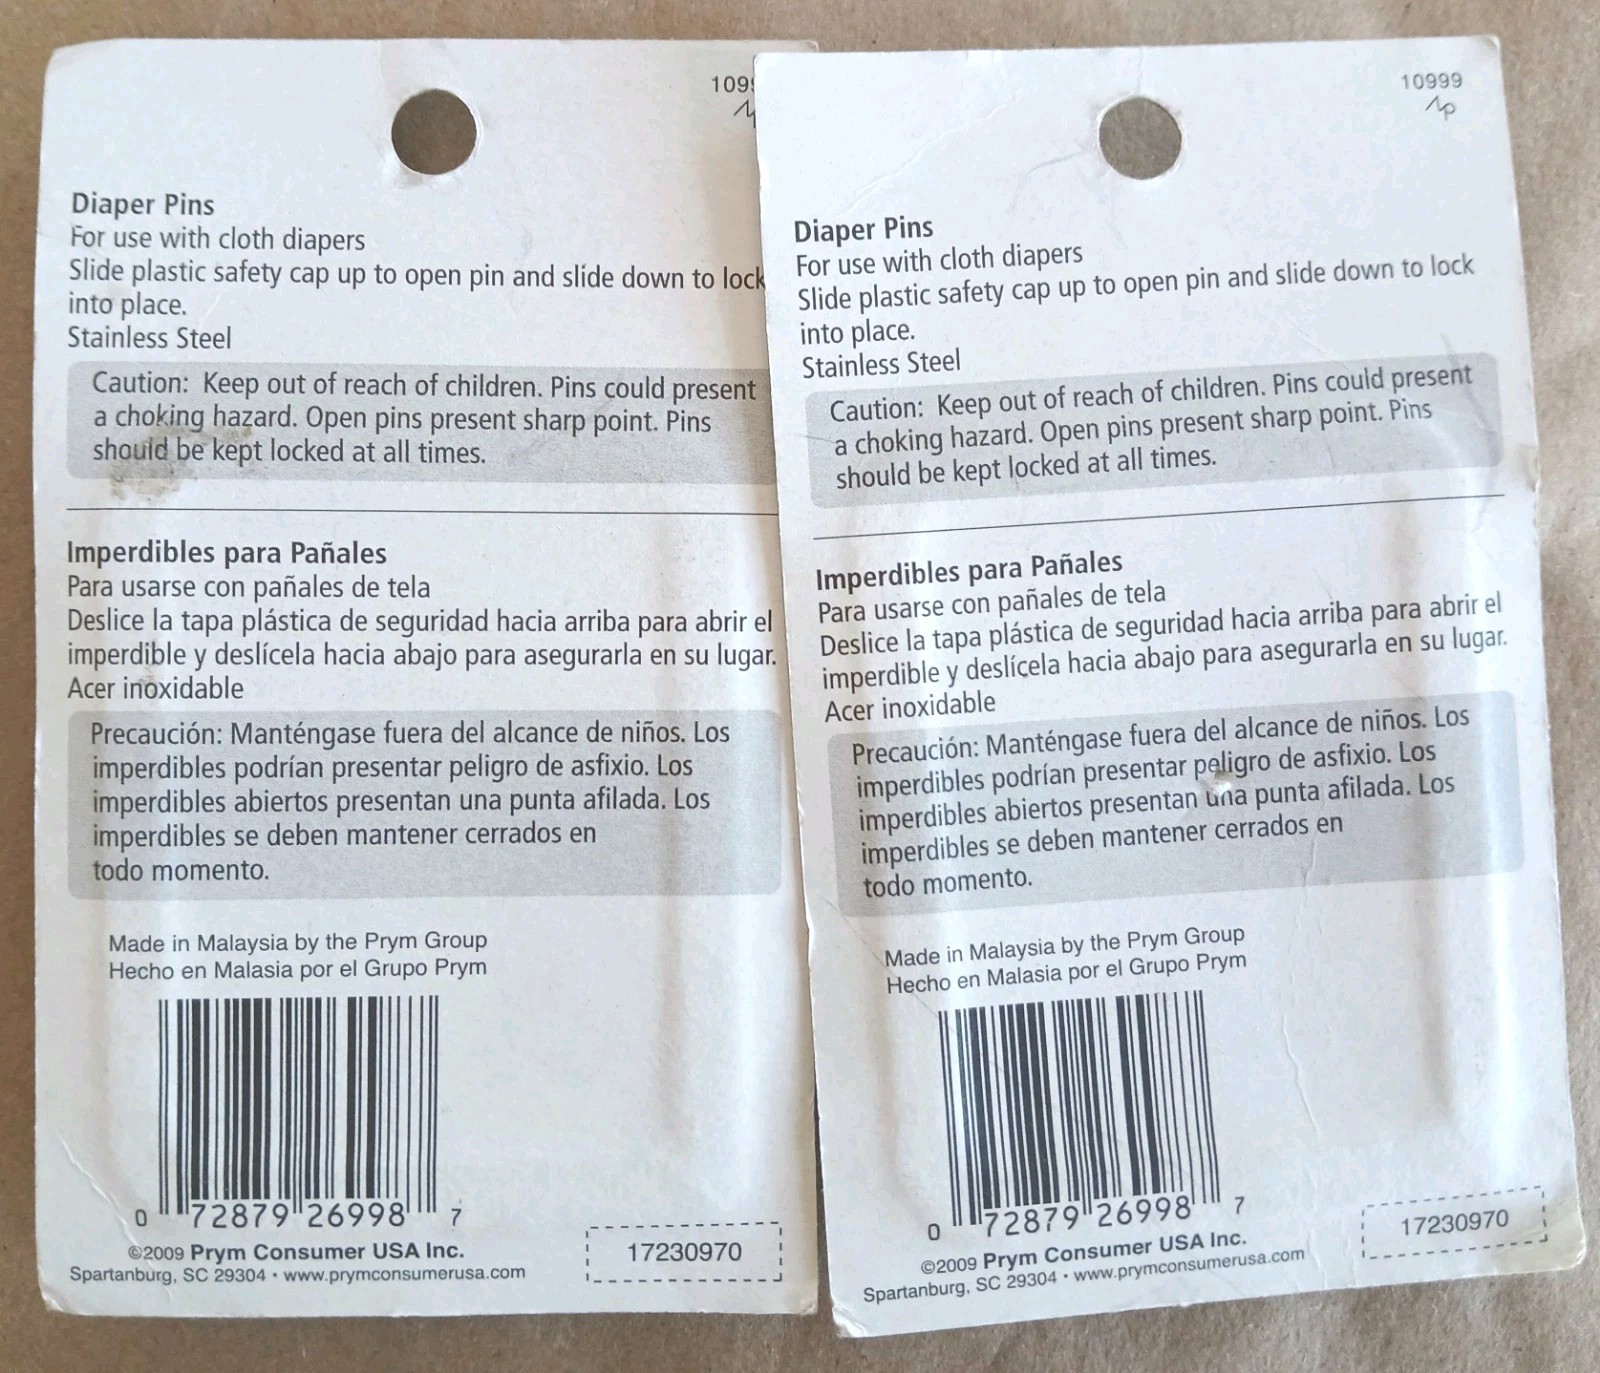 109
Diaper Pins
For use with cloth diapers
Slide plastic safety cap up to open pin and slide down to lock
into place.
Stainless Steel
Caution: Keep out of reach of children. Pins could present
a choking hazard. Open pins present sharp point. Pins
should be kept locked at all times.
Imperdibles para Pañales
Para usarse con pañales de tela
Deslice la tapa plástica de seguridad hacia arriba para abrir el
imperdible y deslícela hacia abajo para asegurarla en su lugar.
Acer inoxidable
Precaución: Manténgase fuera del alcance de niños. Los
imperdibles podrían presentar peligro de asfixio. Los
imperdibles abiertos presentan una punta afilada. Los
imperdibles se deben mantener cerrados en
todo momento.
Made in Malaysia by the Prym Group
Hecho en Malasia por el Grupo Prym
0 72879 26998 7
©2009 Prym Consumer USA Inc.
Spartanburg, SC 29304 • www.prymconsumerusa.com
17230970
10999
Diaper Pins
For use with cloth diapers
Slide plastic safety cap up to open pin and slide down to lock
into place.
Stainless Steel
Caution: Keep out of reach of children. Pins could present
a choking hazard. Open pins present sharp point. Pins
should be kept locked at all times.
Imperdibles para Pañales
Para usarse con pañales de tela
Deslice la tapa plástica de seguridad hacia arriba para abrir el
imperdible y deslícela hacia abajo para asegurarla en su lugar.
Acer inoxidable
Precaución: Manténgase fuera del alcance de niños. Los
imperdibles podrían presentar peligro de asfixio. Los
imperdibles abiertos presentan una punta afilada. Los
imperdibles se deben mantener cerrados en
todo momento.
Made in Malaysia by the Prym Group
Hecho en Malasia por el Grupo Prym
0 72879 26998 7
©2009 Prym Consumer USA Inc.
Spartanburg, SC 29304 • www.prymconsumerusa.com
17230970